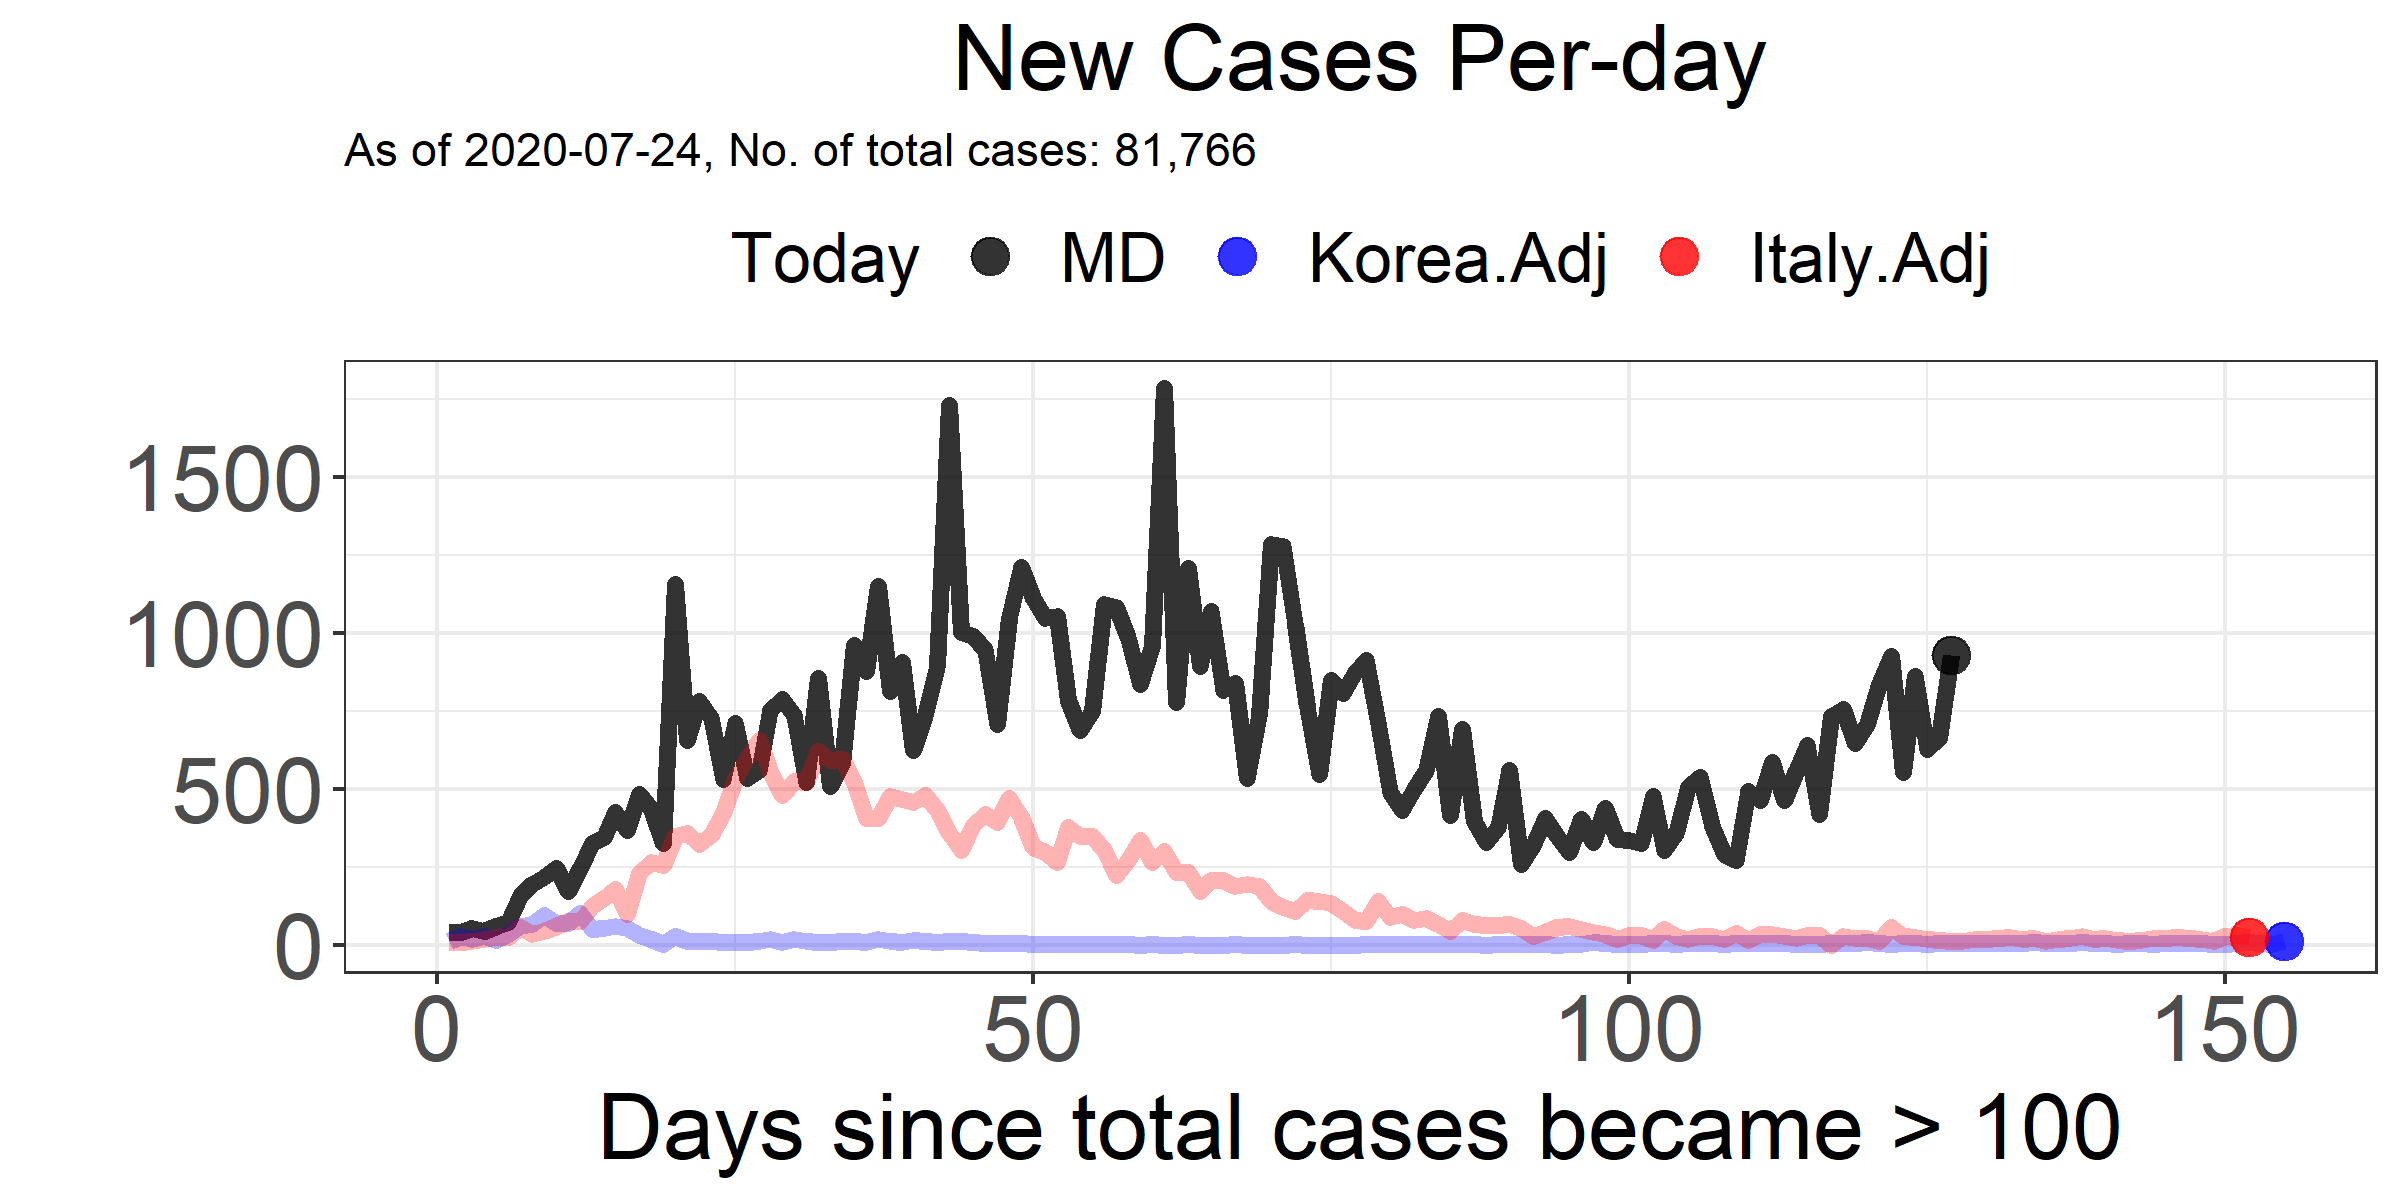 New Cases Per-day
As of 2020-07-24, No. of total cases: 81,766
Today MD Korea.Adj Italy.Adj
1500
1000
500
0
0 50 100 150
Days since total cases became > 100